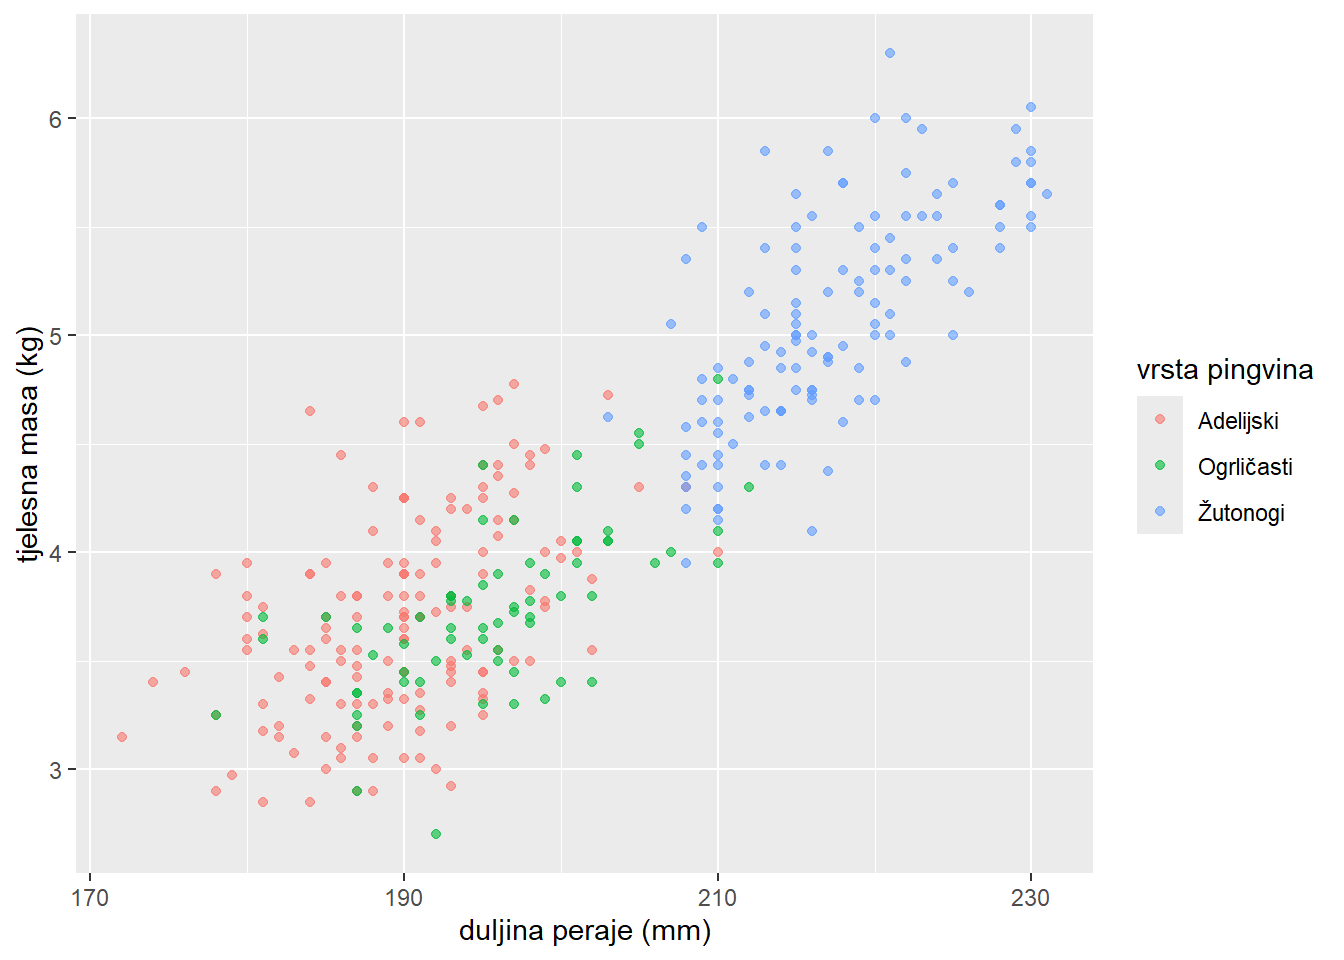 6
5
4
3
tjelesna masa (kg)
170
190
210
230
duljina peraje (mm)
vrsta pingvina
Adelijski
Ogrličasti
Žutonogi